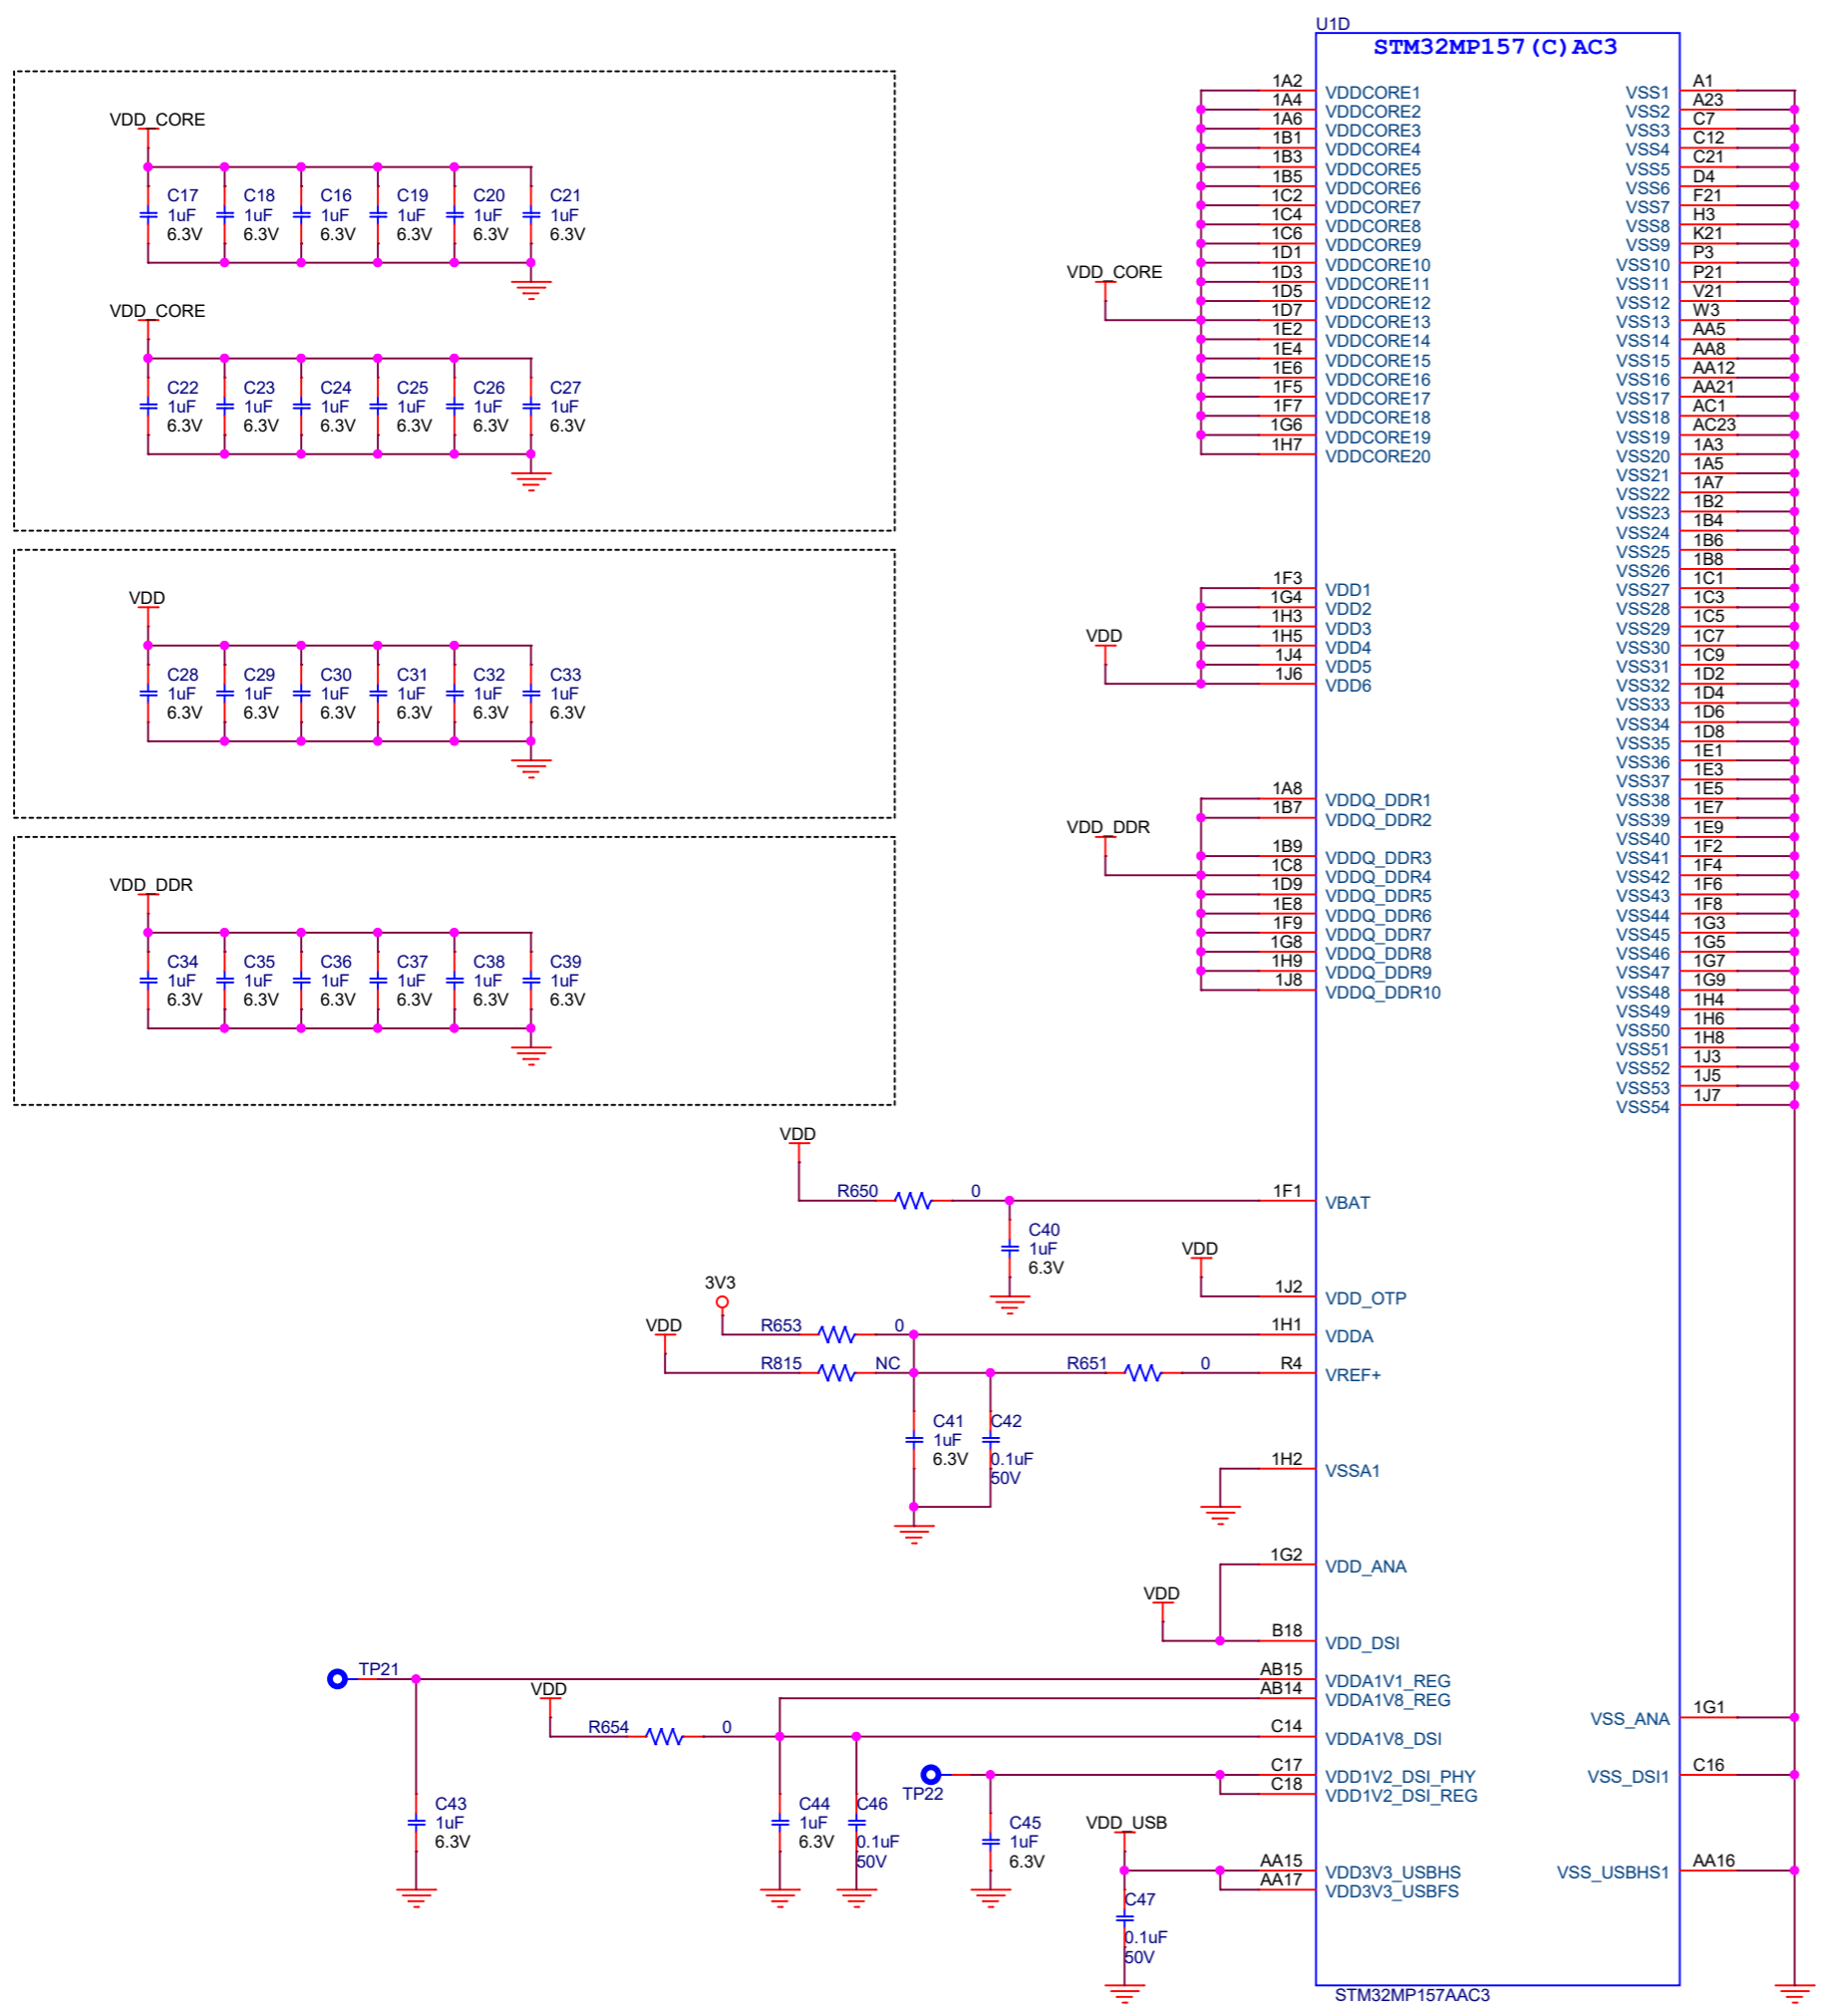 U1D
STM32MP157(C)AC3
VDD_CORE
C17 C18 C16 C19 C20 C21
1uF 1uF 1uF 1uF 1uF 1uF
6.3V 6.3V 6.3V 6.3V 6.3V 6.3V
VDD_CORE
C22 C23 C24 C25 C26 C27
1uF 1uF 1uF 1uF 1uF 1uF
6.3V 6.3V 6.3V 6.3V 6.3V 6.3V
VDD
C28 C29 C30 C31 C32 C33
1uF 1uF 1uF 1uF 1uF 1uF
6.3V 6.3V 6.3V 6.3V 6.3V 6.3V
VDD_DDR
C34 C35 C36 C37 C38 C39
1uF 1uF 1uF 1uF 1uF 1uF
6.3V 6.3V 6.3V 6.3V 6.3V 6.3V
VDD_CORE
1A2 VDDCORE1
1A4 VDDCORE2
1A6 VDDCORE3
1B1 VDDCORE4
1B3 VDDCORE5
1B5 VDDCORE6
1C2 VDDCORE7
1C4 VDDCORE8
1C6 VDDCORE9
1D1 VDDCORE10
1D3 VDDCORE11
1D5 VDDCORE12
1D7 VDDCORE13
1E2 VDDCORE14
1E4 VDDCORE15
1E6 VDDCORE16
1F5 VDDCORE17
1F7 VDDCORE18
1G6 VDDCORE19
1H7 VDDCORE20
VDD
1F3 VDD1
1G4 VDD2
1H3 VDD3
1H5 VDD4
1J4 VDD5
1J6 VDD6
VDD_DDR
1A8 VDDQ_DDR1
1B7 VDDQ_DDR2
1B9 VDDQ_DDR3
1C8 VDDQ_DDR4
1D9 VDDQ_DDR5
1E8 VDDQ_DDR6
1F9 VDDQ_DDR7
1G8 VDDQ_DDR8
1H9 VDDQ_DDR9
1J8 VDDQ_DDR10
VDD
R650 0 1F1 VBAT
C40
1uF
6.3V
VDD
1J2 VDD_OTP
3V3
R653 0 1H1 VDDA
VDD
R815 NC R651 0 R4 VREF+
C41 C42
1uF 0.1uF
6.3V 50V
1H2 VSSA1
1G2 VDD_ANA
VDD
B18 VDD_DSI
TP21 AB15 VDDA1V1_REG
AB14 VDDA1V8_REG
VDD
R654 0 C14 VDDA1V8_DSI
TP22 C17 VDD1V2_DSI_PHY
C18 VDD1V2_DSI_REG
C43
1uF
6.3V
C44 C46
1uF 0.1uF
6.3V 50V
C45
1uF
6.3V
VDD_USB
AA15 VDD3V3_USBHS
AA17 VDD3V3_USBFS
C47
0.1uF
50V
VSS1 A1
VSS2 A23
VSS3 C7
VSS4 C12
VSS5 C21
VSS6 D4
VSS7 F21
VSS8 H3
VSS9 K21
VSS10 P3
VSS11 P21
VSS12 V21
VSS13 W3
VSS14 AA5
VSS15 AA8
VSS16 AA12
VSS17 AA21
VSS18 AC1
VSS19 AC23
VSS20 1A3
VSS21 1A5
VSS22 1A7
VSS23 1B2
VSS24 1B4
VSS25 1B6
VSS26 1B8
VSS27 1C1
VSS28 1C3
VSS29 1C5
VSS30 1C7
VSS31 1C9
VSS32 1D2
VSS33 1D4
VSS34 1D6
VSS35 1D8
VSS36 1E1
VSS37 1E3
VSS38 1E5
VSS39 1E7
VSS40 1E9
VSS41 1F2
VSS42 1F4
VSS43 1F6
VSS44 1F8
VSS45 1G3
VSS46 1G5
VSS47 1G7
VSS48 1G9
VSS49 1H4
VSS50 1H6
VSS51 1H8
VSS52 1J3
VSS53 1J5
VSS54 1J7
VSS_ANA 1G1
VSS_DSI1 C16
VSS_USBHS1 AA16
STM32MP157AAC3